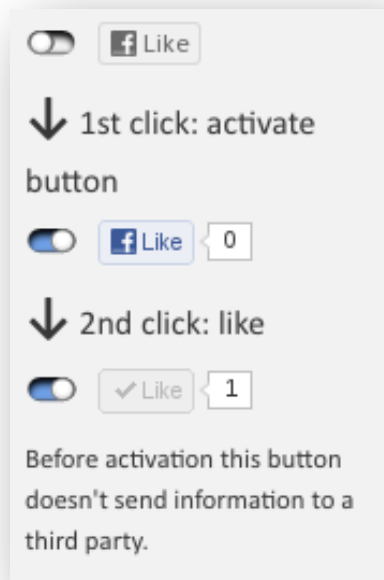 Like
1st click: activate
button
Like 0
2nd click: like
Like 1
Before activation this button
doesn't send information to a
third party.